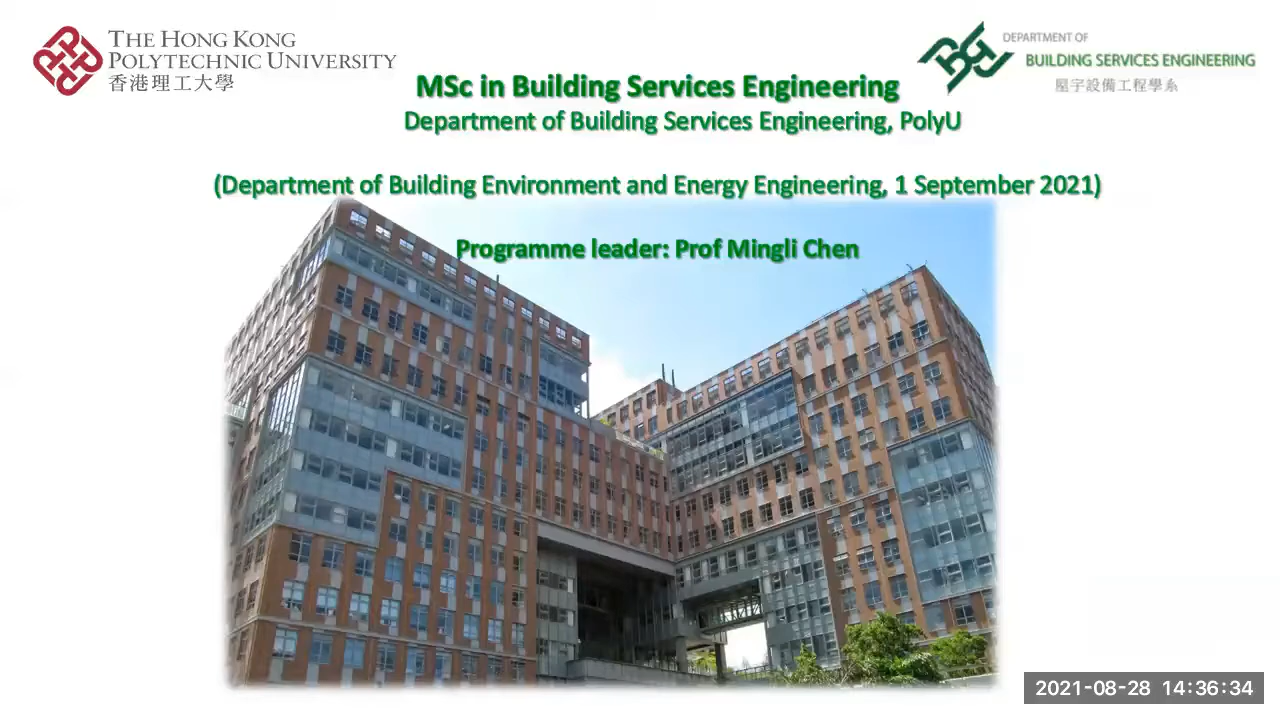 THE HONG KONG
POLYTECHNIC UNIVERSITY
香港理工大學
DEPARTMENT OF
BUILDING SERVICES ENGINEERING
屋宇設備工程學系
MSc in Building Services Engineering
Department of Building Services Engineering, PolyU
(Department of Building Environment and Energy Engineering, 1 September 2021)
Programme leader: Prof Mingli Chen
2021-08-28 14:36:34